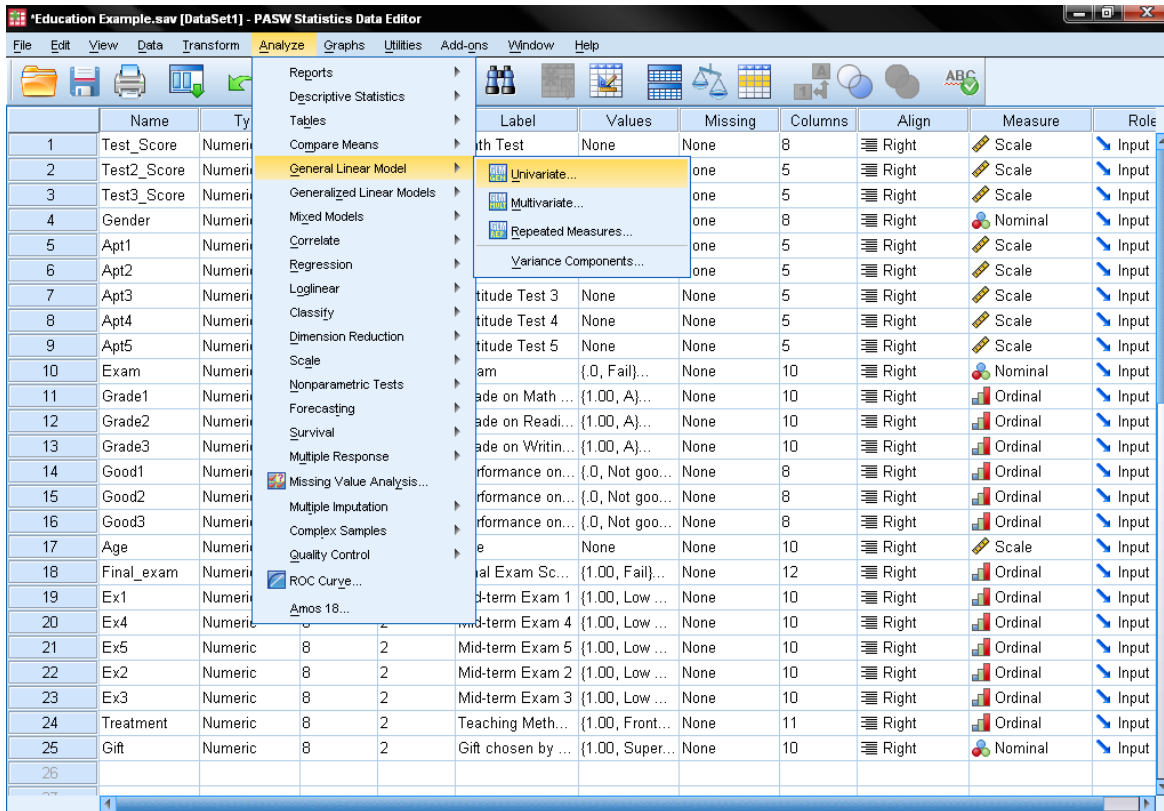 *Education Example.sav [DataSet1] - PASW Statistics Data Editor
File Edit View Data Transform Analyze Graphs Utilities Add-ons Window Help
Reports
Descriptive Statistics
Tables
Compare Means
General Linear Model
Generalized Linear Models
Mixed Models
Correlate
Regression
Loglinear
Classify
Dimension Reduction
Scale
Nonparametric Tests
Forecasting
Survival
Multiple Response
Missing Value Analysis...
Multiple Imputation
Complex Samples
Quality Control
ROC Curve...
Amos 18...
Univariate...
Multivariate...
Repeated Measures...
Variance Components...
Name Ty Label Values Missing Columns Align Measure Role
1 Test_Score Numeri th Test None None 8 Right Scale Input
2 Test2_Score Numeri one 5 Right Scale Input
3 Test3_Score Numeri one 5 Right Scale Input
4 Gender Numeri one 8 Right Nominal Input
5 Apt1 Numeri one 5 Right Scale Input
6 Apt2 Numeri one 5 Right Scale Input
7 Apt3 Numeri titude Test 3 None None 5 Right Scale Input
8 Apt4 Numeri titude Test 4 None None 5 Right Scale Input
9 Apt5 Numeri titude Test 5 None None 5 Right Scale Input
10 Exam Numeri am {.0, Fail}... None 10 Right Nominal Input
11 Grade1 Numeri ade on Math ... {1.00, A}... None 10 Right Ordinal Input
12 Grade2 Numeri ade on Readi... {1.00, A}... None 10 Right Ordinal Input
13 Grade3 Numeri ade on Writin... {1.00, A}... None 10 Right Ordinal Input
14 Good1 Numeri rformance on... {.0, Not goo... None 8 Right Ordinal Input
15 Good2 Numeri rformance on... {.0, Not goo... None 8 Right Ordinal Input
16 Good3 Numeri rformance on... {.0, Not goo... None 8 Right Ordinal Input
17 Age Numeri e None None 10 Right Scale Input
18 Final_exam Numeri al Exam Sc... {1.00, Fail}... None 12 Right Ordinal Input
19 Ex1 Numeri d-term Exam 1 {1.00, Low ... None 10 Right Ordinal Input
20 Ex4 Numeric 8 2 Mid-term Exam 4 {1.00, Low ... None 10 Right Ordinal Input
21 Ex5 Numeric 8 2 Mid-term Exam 5 {1.00, Low ... None 10 Right Ordinal Input
22 Ex2 Numeric 8 2 Mid-term Exam 2 {1.00, Low ... None 10 Right Ordinal Input
23 Ex3 Numeric 8 2 Mid-term Exam 3 {1.00, Low ... None 10 Right Ordinal Input
24 Treatment Numeric 8 2 Teaching Meth... {1.00, Front... None 11 Right Ordinal Input
25 Gift Numeric 8 2 Gift chosen by ... {1.00, Super... None 10 Right Nominal Input
26